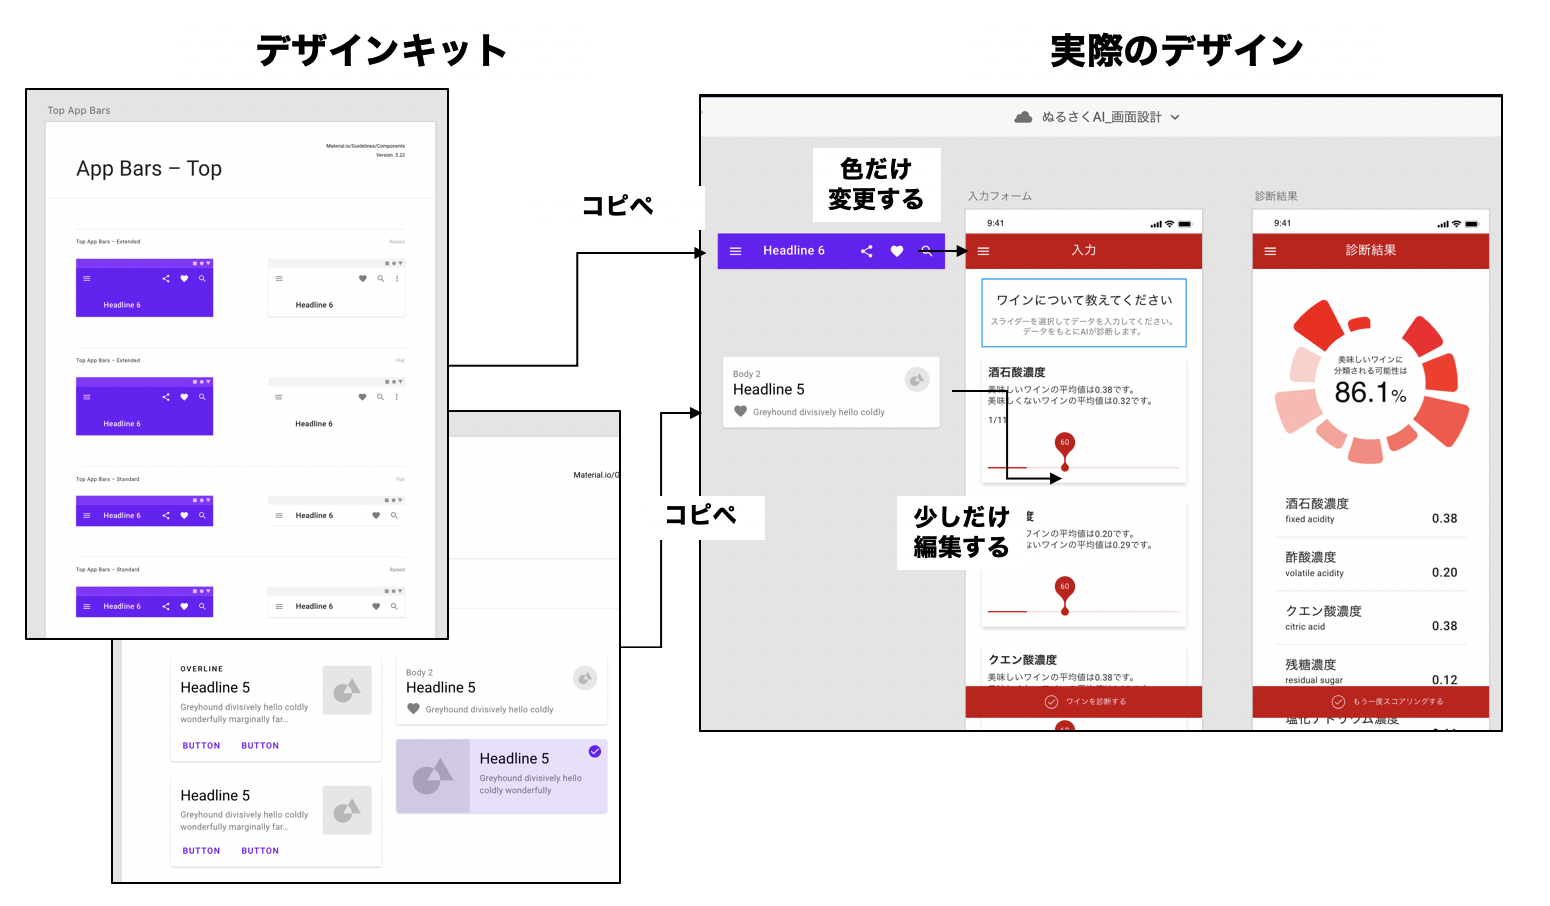 デザインキット
実際のデザイン
Top App Bars
App Bars – Top
Material.io/Guidelines/Components
Version .5.22
Top App Bars – Extended
Raised
Headline 6
Headline 6
Top App Bars – Extended
Flat
Headline 6
Headline 6
Top App Bars – Standard
Flat
Headline 6
Headline 6
Top App Bars – Standard
Raised
Headline 6
Headline 6
Material.io/G
OVERLINE
Headline 5
Greyhound divisively hello coldly
wonderfully marginally far...
BUTTON BUTTON
Headline 5
Greyhound divisively hello coldly
wonderfully marginally far...
BUTTON BUTTON
Body 2
Headline 5
Greyhound divisively hello coldly
Headline 5
Greyhound divisively hello
coldly wonderfully
コピペ
コピペ
ぬるさくAI_画面設計
色だけ
変更する
Headline 6
Body 2
Headline 5
Greyhound divisively hello coldly
少しだけ
編集する
入力フォーム
9:41
入力
ワインについて教えてください
スライダーを選択してデータを入力してください。
データをもとにAIが診断します。
酒石酸濃度
美味しいワインの平均値は0.38です。
美味しくないワインの平均値は0.32です。
1/11
60
度
ワインの平均値は0.20です。
ないワインの平均値は0.29です。
60
クエン酸濃度
美味しいワインの平均値は0.38です。
ワインを診断する
診断結果
9:41
診断結果
美味しいワインに
分類される可能性は
86.1%
酒石酸濃度
fixed acidity
0.38
酢酸濃度
volatile acidity
0.20
クエン酸濃度
citric acid
0.38
残糖濃度
residual sugar
0.12
もう一度スコアリングする
塩化ナトリウム濃度